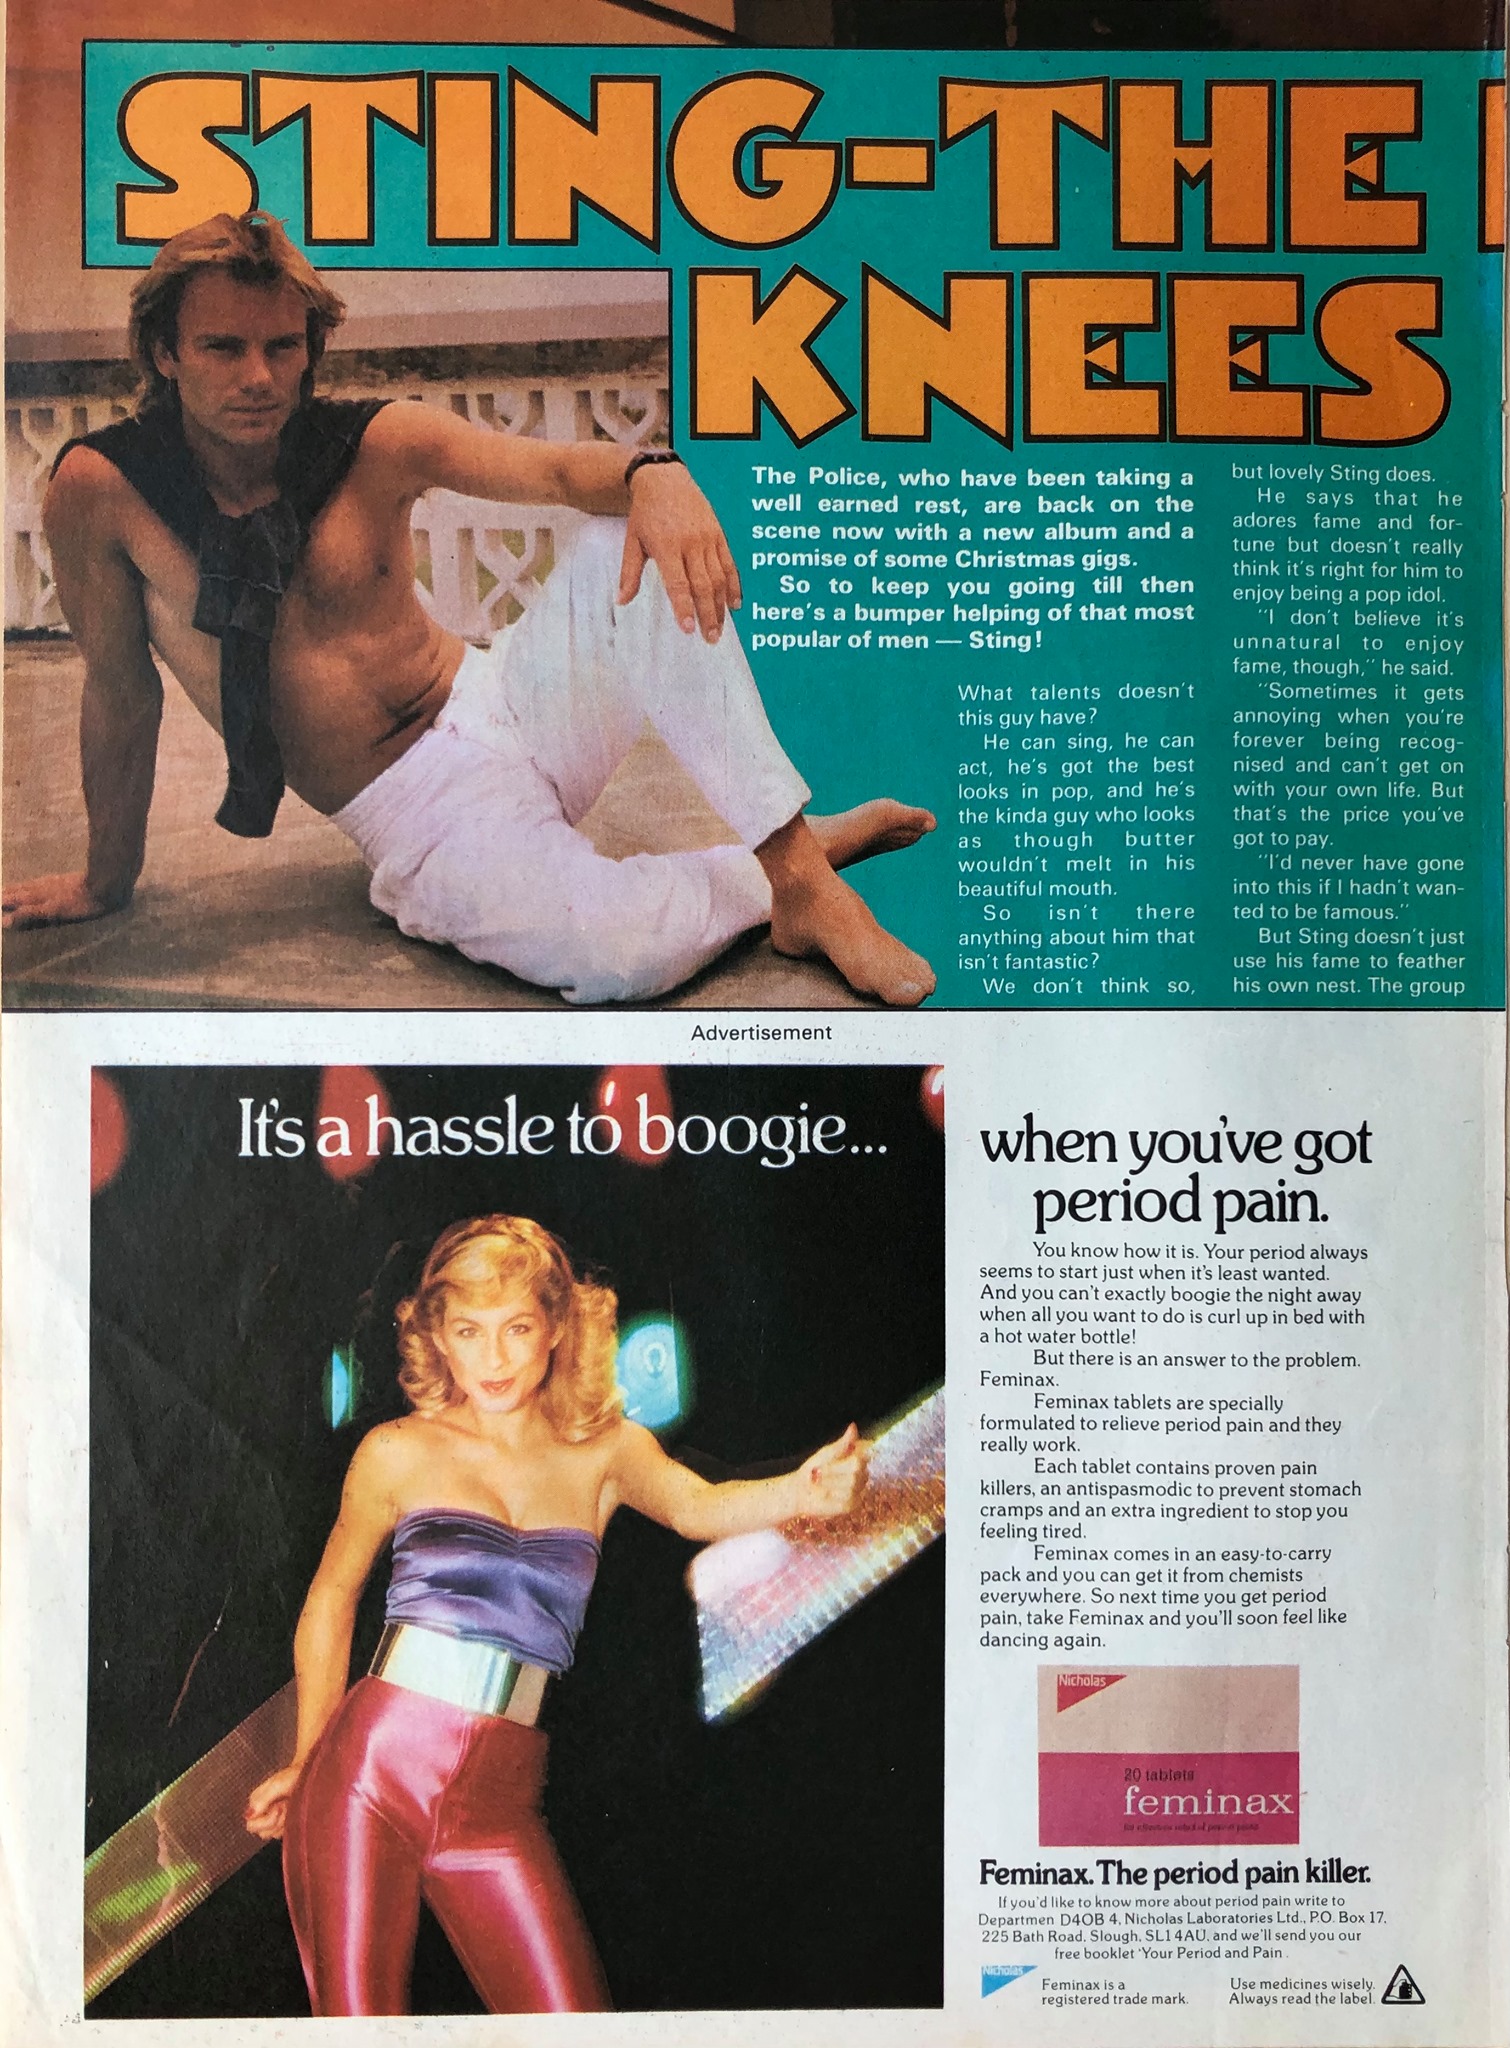 STING-THE
KNEES
The Police, who have been taking a
well earned rest, are back on the
scene now with a new album and a
promise of some Christmas gigs.
So to keep you going till then
here's a bumper helping of that most
popular of men — Sting!
What talents doesn't
this guy have?
He can sing, he can
act, he's got the best
looks in pop, and he's
the kinda guy who looks
as though butter
wouldn't melt in his
beautiful mouth.
So isn't there
anything about him that
isn't fantastic?
We don't think so,
but lovely Sting does.
He says that he
adores fame and for-
tune but doesn't really
think it's right for him to
enjoy being a pop idol.
"I don't believe it's
unnatural to enjoy
fame, though," he said.
"Sometimes it gets
annoying when you're
forever being recog-
nised and can't get on
with your own life. But
that's the price you've
got to pay.
"I'd never have gone
into this if I hadn't wan-
ted to be famous."
But Sting doesn't just
use his fame to feather
his own nest. The group
Advertisement
It's a hassle to boogie...
when you've got
period pain.
You know how it is. Your period always
seems to start just when it's least wanted.
And you can't exactly boogie the night away
when all you want to do is curl up in bed with
a hot water bottle!
But there is an answer to the problem.
Feminax.
Feminax tablets are specially
formulated to relieve period pain and they
really work.
Each tablet contains proven pain
killers, an antispasmodic to prevent stomach
cramps and an extra ingredient to stop you
feeling tired.
Feminax comes in an easy-to-carry
pack and you can get it from chemists
everywhere. So next time you get period
pain, take Feminax and you'll soon feel like
dancing again.
Nicholas
20 tablets
feminax
for effective relief of period pains
Feminax. The period pain killer.
If you'd like to know more about period pain write to
Departmen D4OB 4, Nicholas Laboratories Ltd., P.O. Box 17,
225 Bath Road, Slough, SL1 4AU, and we'll send you our
free booklet 'Your Period and Pain.
Nicholas
Feminax is a
registered trade mark.
Use medicines wisely.
Always read the label.